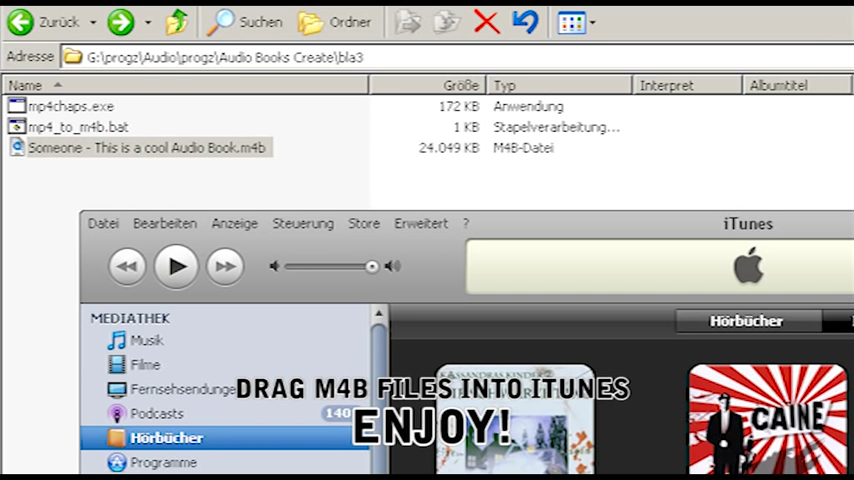 Zurück Suchen Ordner
Adresse G:\progz\Audio\progz\Audio Books Create\bla3
Name Größe Typ Interpret Albumtitel
mp4chaps.exe 172 KB Anwendung
mp4_to_m4b.bat 1 KB Stapelverarbeitung...
Someone - This is a cool Audio Book.m4b 24.049 KB M4B-Datei
Datei Bearbeiten Anzeige Steuerung Store Erweitert ? iTunes
MEDIATHEK
Hörbücher
Musik
Filme
Fernsehsendunge
Podcasts 140
Hörbücher
Programme
KASSANDRAS KINDER
CAINE
DRAG M4B FILES INTO ITUNES
ENJOY!